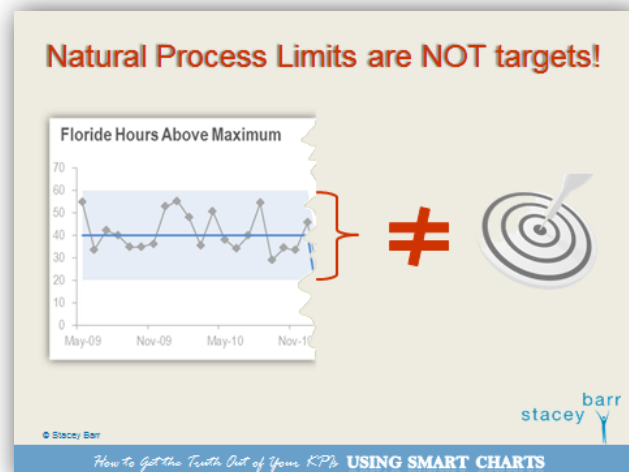 Natural Process Limits are NOT targets!
Floride Hours Above Maximum
70
60
50
40
30
20
10
0
May-09 Nov-09 May-10 Nov-1
≠
barr
stacey
© Stacey Barr
How to Get the Truth Out of Your KPIs USING SMART CHARTS